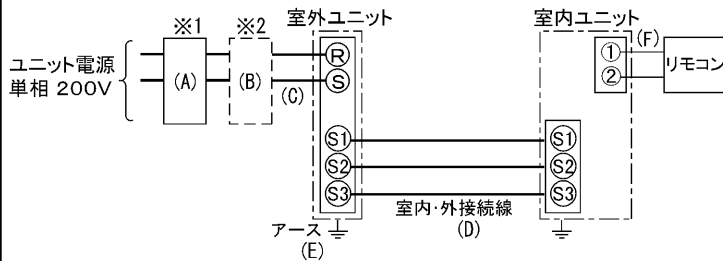 ※1
※2
室外ユニット
室内ユニット
ユニット電源
単相 200V
(A)
(B)
(C)
R
S
S1
S2
S3
アース
(E)
室内・外接続線
(D)
S1
S2
S3
①
②
(F)
リモコン